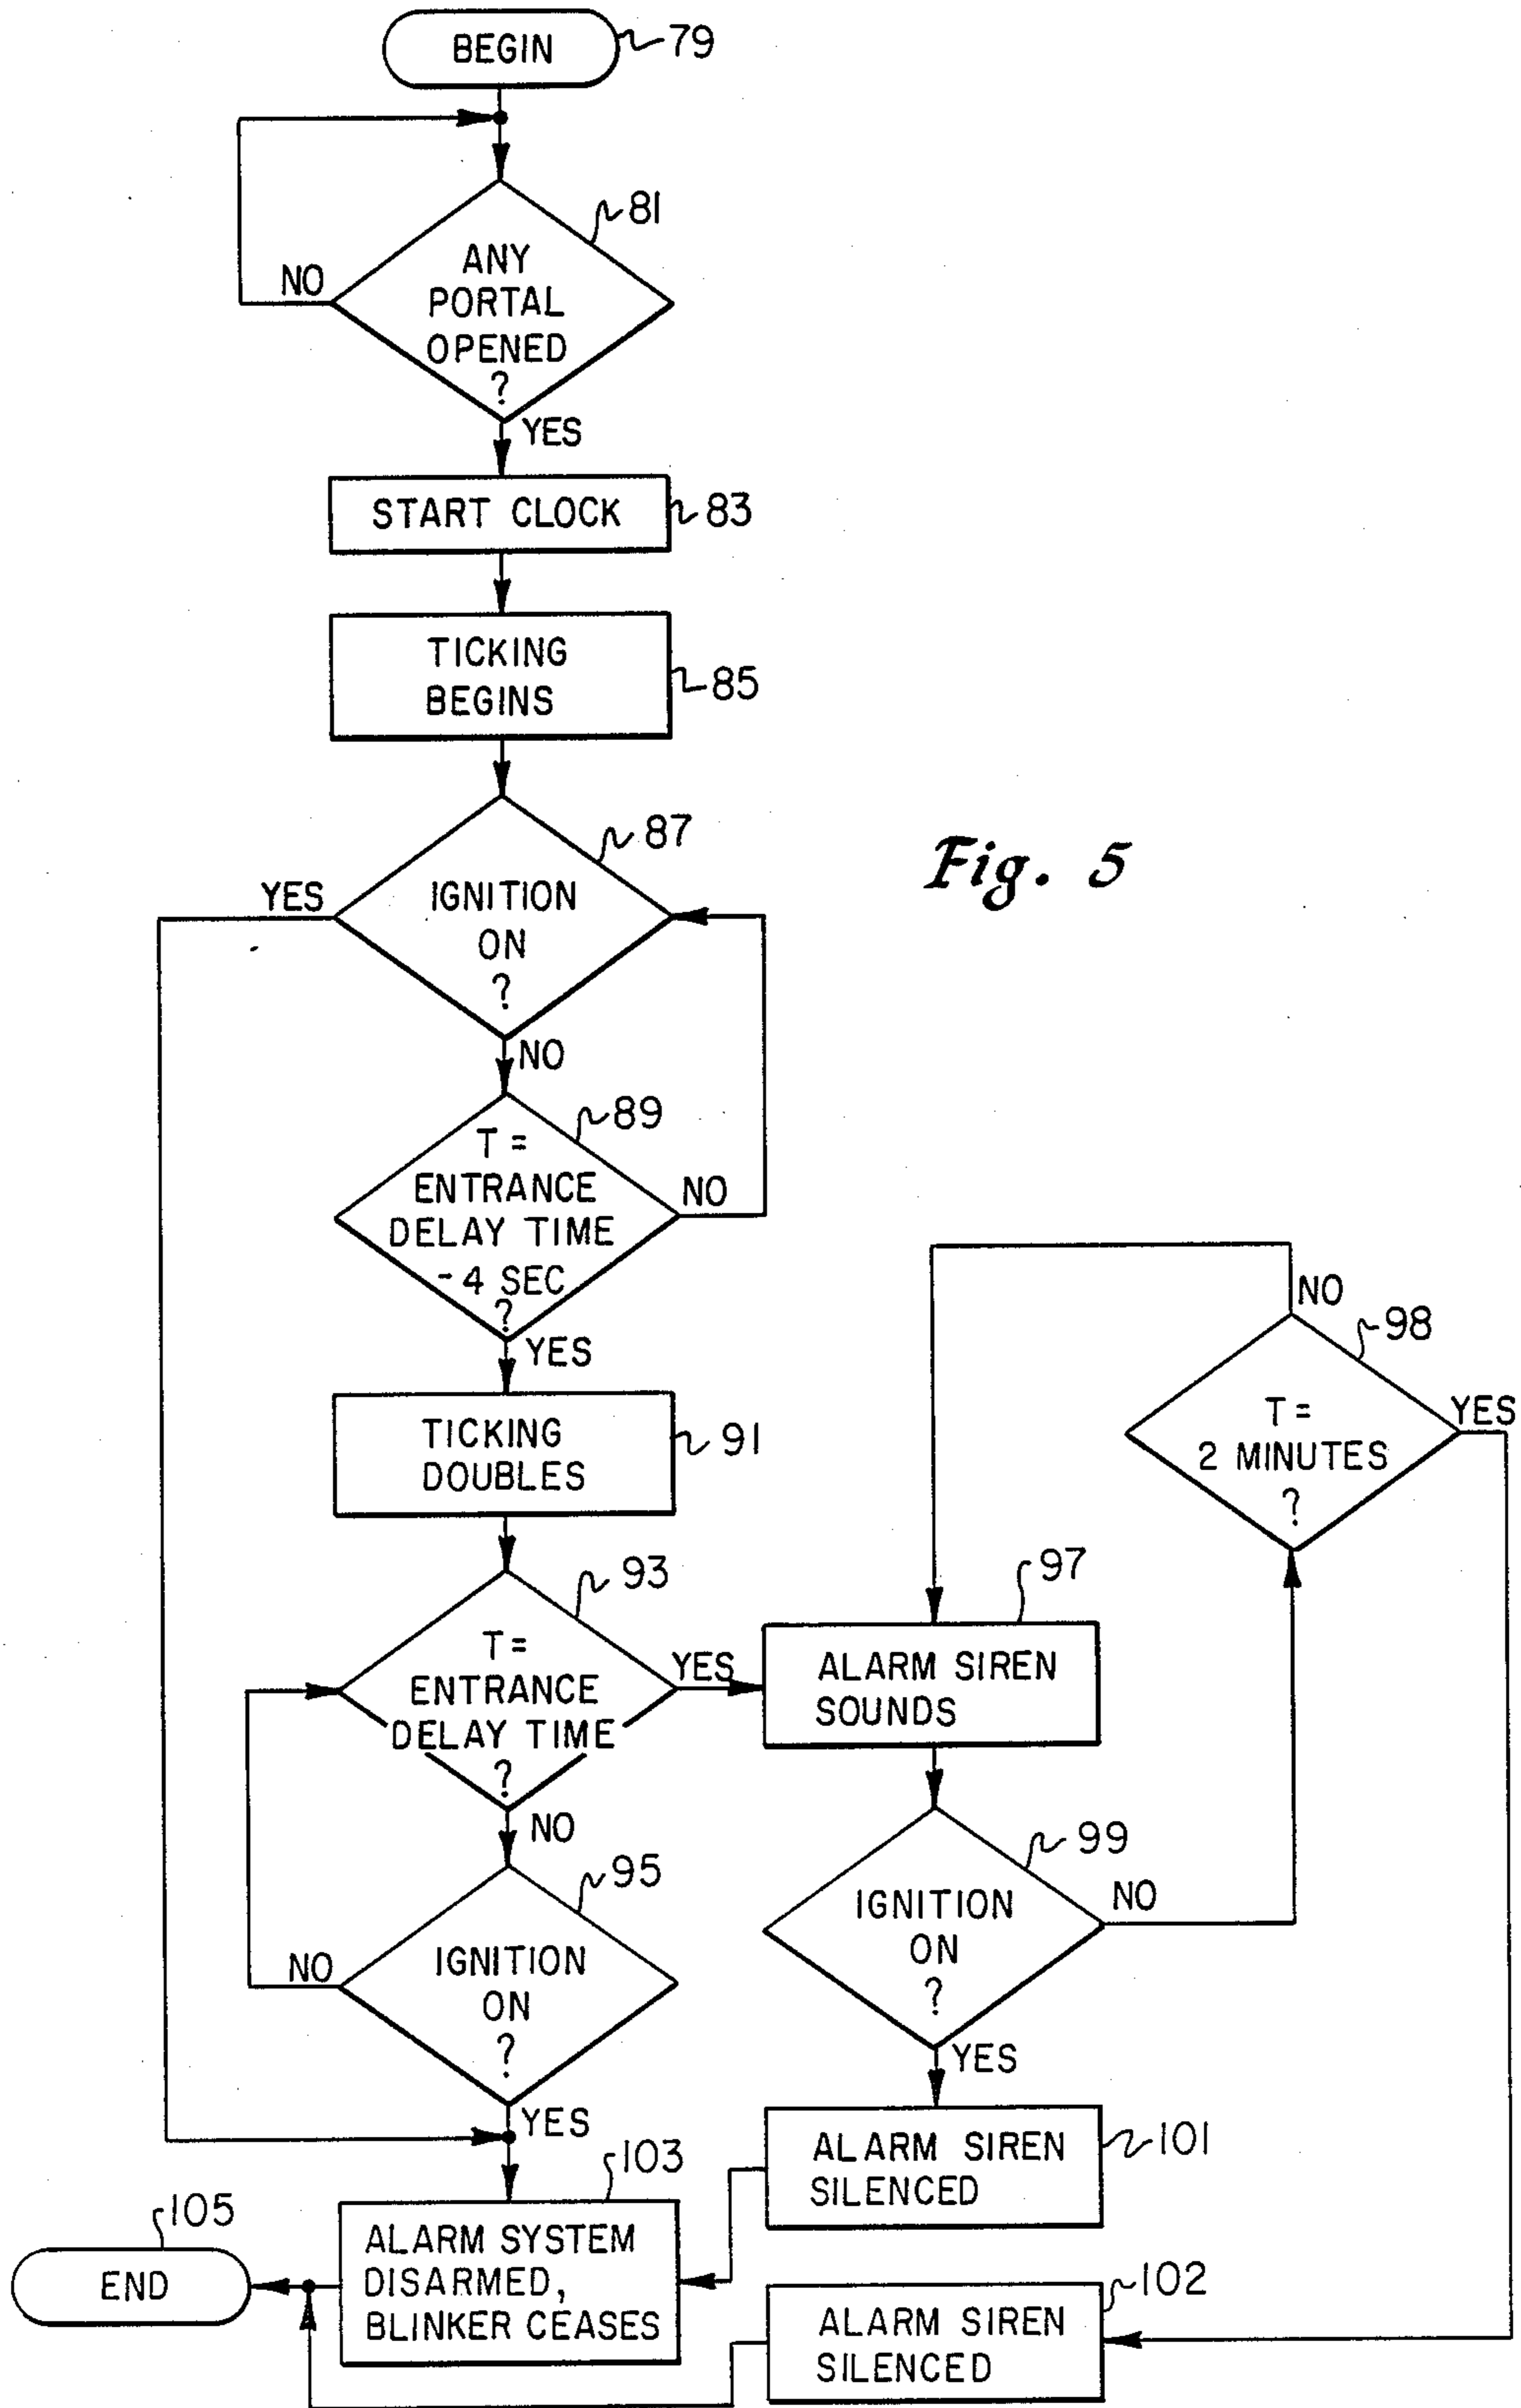 BEGIN
79
81
ANY
PORTAL
OPENED
?
NO
YES
START CLOCK
83
TICKING
BEGINS
85
87
Fig. 5
YES
IGNITION
ON
?
NO
89
T =
ENTRANCE
DELAY TIME
- 4 SEC
?
NO
YES
TICKING
DOUBLES
91
93
T =
ENTRANCE
DELAY TIME
?
YES
NO
95
IGNITION
ON
?
NO
YES
NO
98
T =
2 MINUTES
?
YES
97
ALARM SIREN
SOUNDS
99
IGNITION
ON
?
NO
YES
ALARM SIREN
SILENCED
101
103
ALARM SYSTEM
DISARMED,
BLINKER CEASES
105
END
102
ALARM SIREN
SILENCED